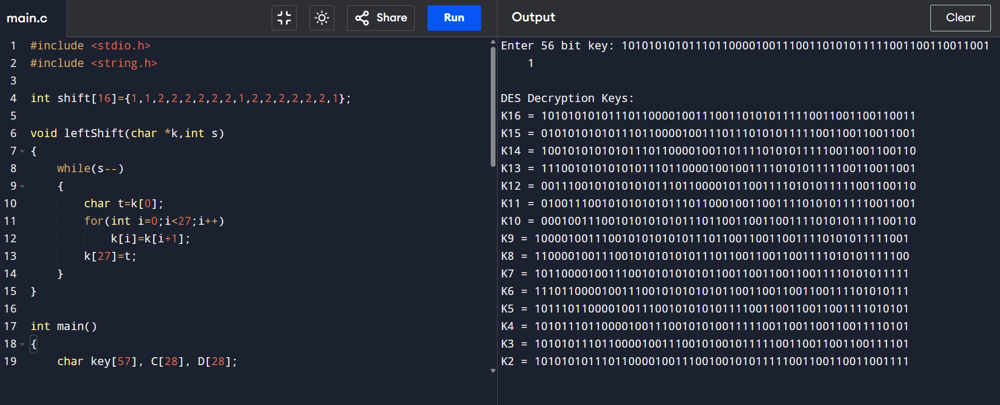 main.c
Share
Run
Output
Clear
1 #include <stdio.h>
2 #include <string.h>
3
4 int shift[16]={1,1,2,2,2,2,2,2,1,2,2,2,2,2,2,1};
5
6 void leftShift(char *k,int s)
7 {
8 while(s--)
9 {
10 char t=k[0];
11 for(int i=0;i<27;i++)
12 k[i]=k[i+1];
13 k[27]=t;
14 }
15 }
16
17 int main()
18 {
19 char key[57], C[28], D[28];
Enter 56 bit key: 1010101010111011000010011100110101011111001100110011001
1
DES Decryption Keys:
K16 = 10101010101110110000100111001101010111110011001100110011
K15 = 01010101010111011000010011101110101011111001100110011001
K14 = 10010101010101110110000100110111101010111110011001100110
K13 = 11100101010101011101100001001001111010101111100110011001
K12 = 00111001010101010111011000010110011110101011111001100110
K11 = 01001110010101010101110110001001100111101010111110011001
K10 = 00010011100101010101011101100110011001111010101111100110
K9 = 10000100111001010101010111011001100110011110101011111001
K8 = 11000010011100101010101011101100110011001111010101111100
K7 = 10110000100111001010101010110011001100110011110101011111
K6 = 11101100001001110010101010101100110011001100111101010111
K5 = 10111011000010011100101010101111001100110011001111010101
K4 = 10101110110000100111001010100111110011001100110011110101
K3 = 10101011101100001001110010100101111100110011001100111101
K2 = 10101010111011000010011100100101011111001100110011001111